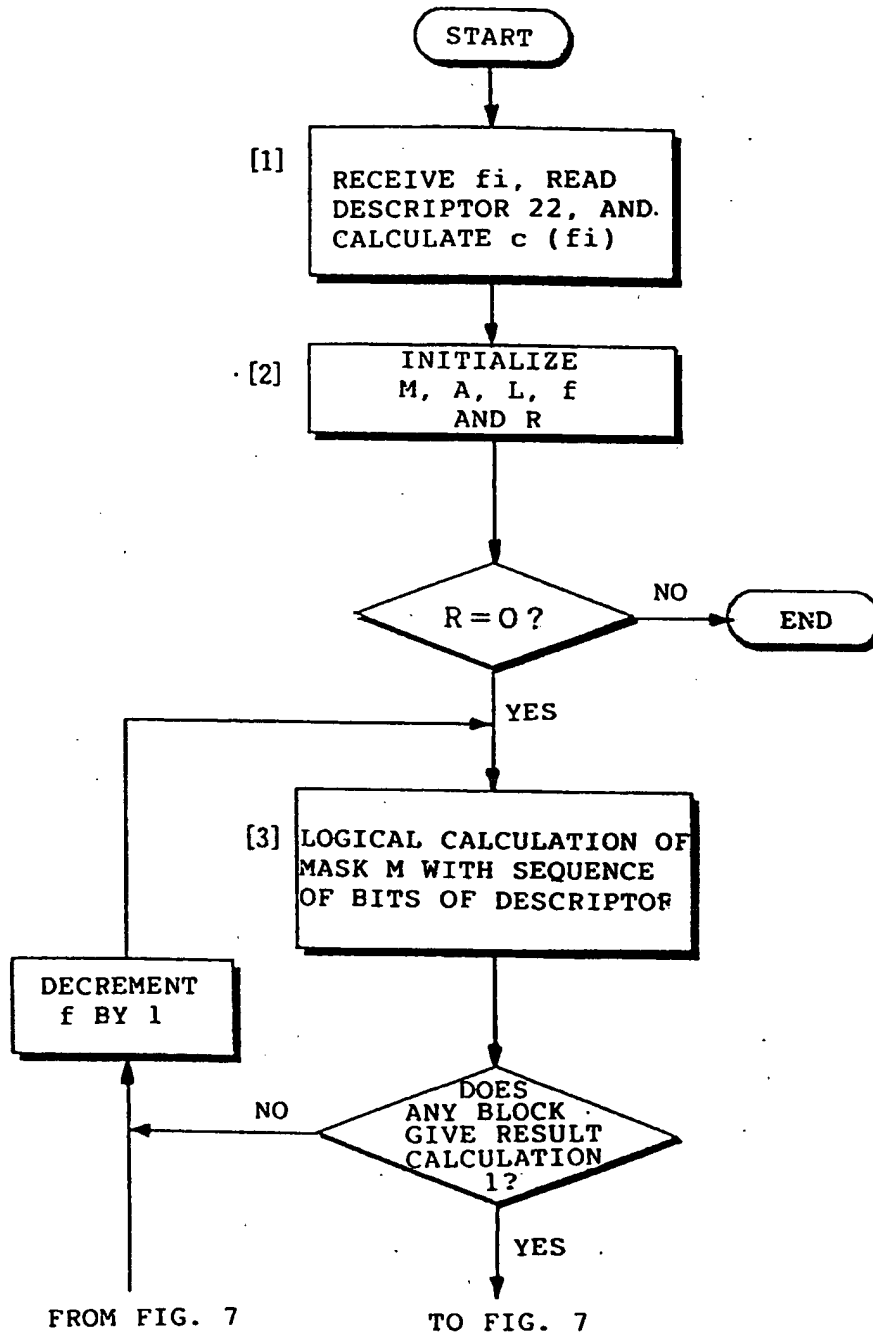 START
[1]
RECEIVE fi, READ
DESCRIPTOR 22, AND
CALCULATE c (fi)
[2]
INITIALIZE
M, A, L, f
AND R
R=0?
NO
END
YES
[3]
LOGICAL CALCULATION OF
MASK M WITH SEQUENCE
OF BITS OF DESCRIPTOR
DECREMENT
f BY 1
DOES
ANY BLOCK
GIVE RESULT
CALCULATION
1?
NO
YES
FROM FIG. 7
TO FIG. 7